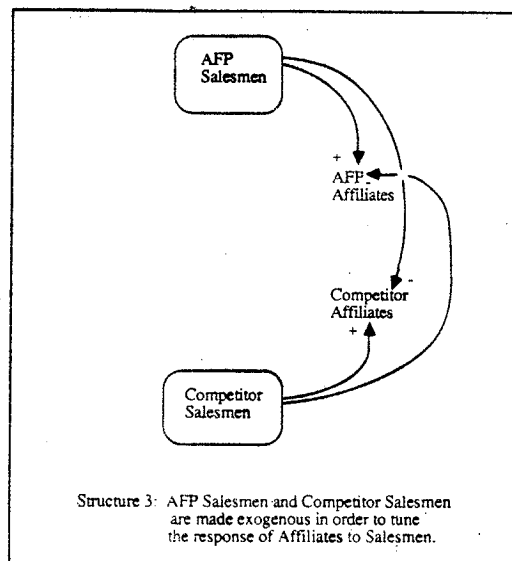 AFP
Salesmen
+
AFP -
Affiliates
-
Competitor
Affiliates
+
Competitor
Salesmen
Structure 3: AFP Salesmen and Competitor Salesmen
are made exogenous in order to tune
the response of Affiliates to Salesmen.